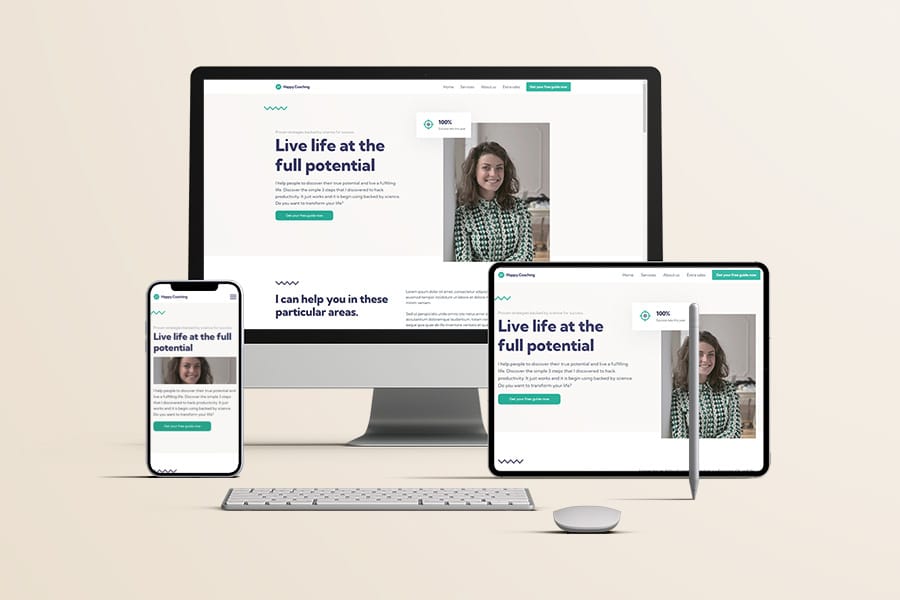 Happy Coaching
Home Services About us Extra sales Get your free guide now
100%
Proven strategies backed by science for success
Live life at the
full potential
I help people to discover their true potential and live a fulfilling
life. Discover the simple 3 steps that I discovered to hack
productivity. It just works and it is begin using backed by science
Do you want to transform your life?
Get your free guide now
I can help you in these
particular areas.
Lorem ipsum dolor sit amet, consectetur
Happy Coaching
Proven strategies backed by science for success
Live life at the full
potential
I help people to discover their true potential and
live a fulfilling life. Discover the simple 3 steps
that I discovered to hack productivity. It just
works and it is begin using backed by science
Do you want to transform your life?
Get your free guide now
Happy Coaching
Home Services About us Extra sales Get your free guide now
100%
Proven strategies backed by science for success
Live life at the
full potential
I help people to discover their true potential and live a fulfilling
life. Discover the simple 3 steps that I discovered to hack
productivity. It just works and it is begin using backed by science
Do you want to transform your life?
Get your free guide now